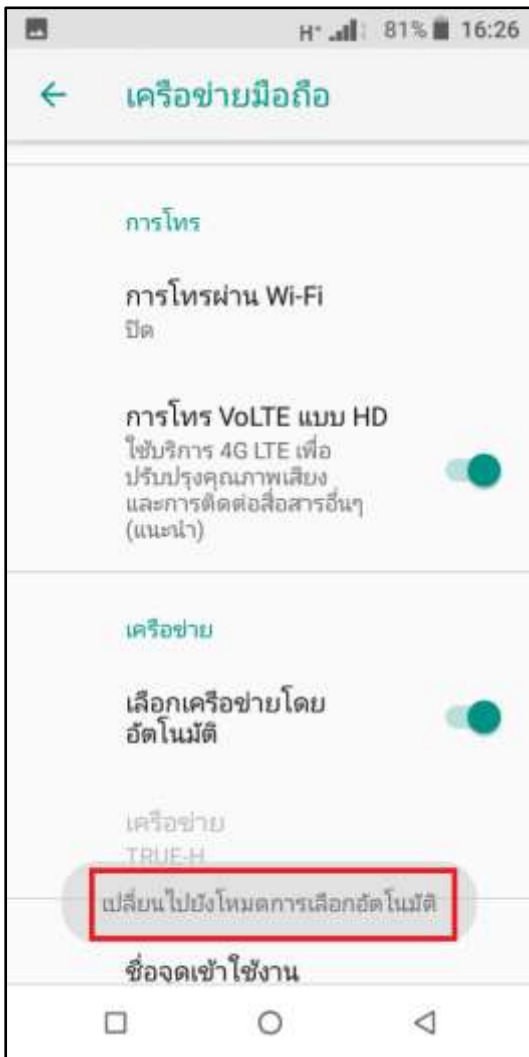 H+ 81% 16:26
เครือข่ายมือถือ
การโทร
การโทรผ่าน Wi-Fi
ปิด
การโทร VoLTE แบบ HD
ใช้บริการ 4G LTE เพื่อ
ปรับปรุงคุณภาพเสียง
และการติดต่อสื่อสารอื่นๆ
(แนะนำ)
เครือข่าย
เลือกเครือข่ายโดย
อัตโนมัติ
เครือข่าย
TRUE-H
เปลี่ยนไปยังโหมดการเลือกอัตโนมัติ
ชื่อจุดเข้าใช้งาน